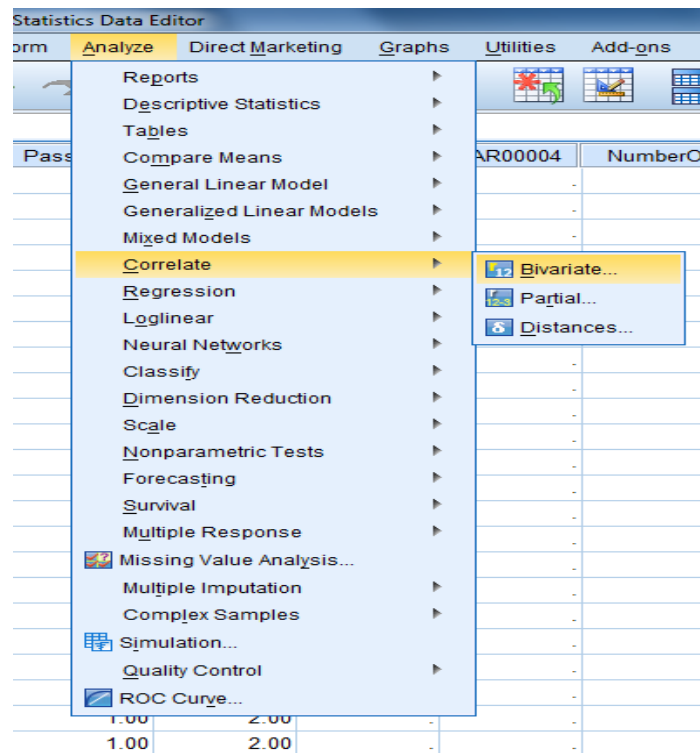 Statistics Data Editor
orm Analyze Direct Marketing Graphs Utilities Add-ons
Reports
Descriptive Statistics
Tables
Pass Compare Means AR00004 NumberO
General Linear Model
Generalized Linear Models
Mixed Models
Correlate Bivariate...
Regression Partial...
Loglinear Distances...
Neural Networks
Classify
Dimension Reduction
Scale
Nonparametric Tests
Forecasting
Survival
Multiple Response
Missing Value Analysis...
Multiple Imputation
Complex Samples
Simulation...
Quality Control
ROC Curve...
1.00 2.00 . .
1.00 2.00 . .